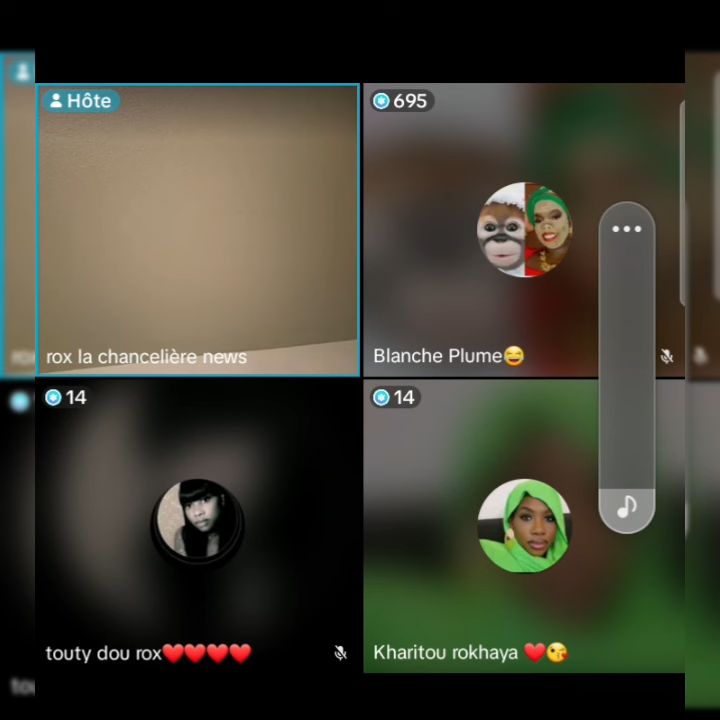 Hôte
695
rox la chancelière news
Blanche Plume😂
14
14
touty dou rox❤️❤️❤️❤️
Kharitou rokhaya ❤️😘